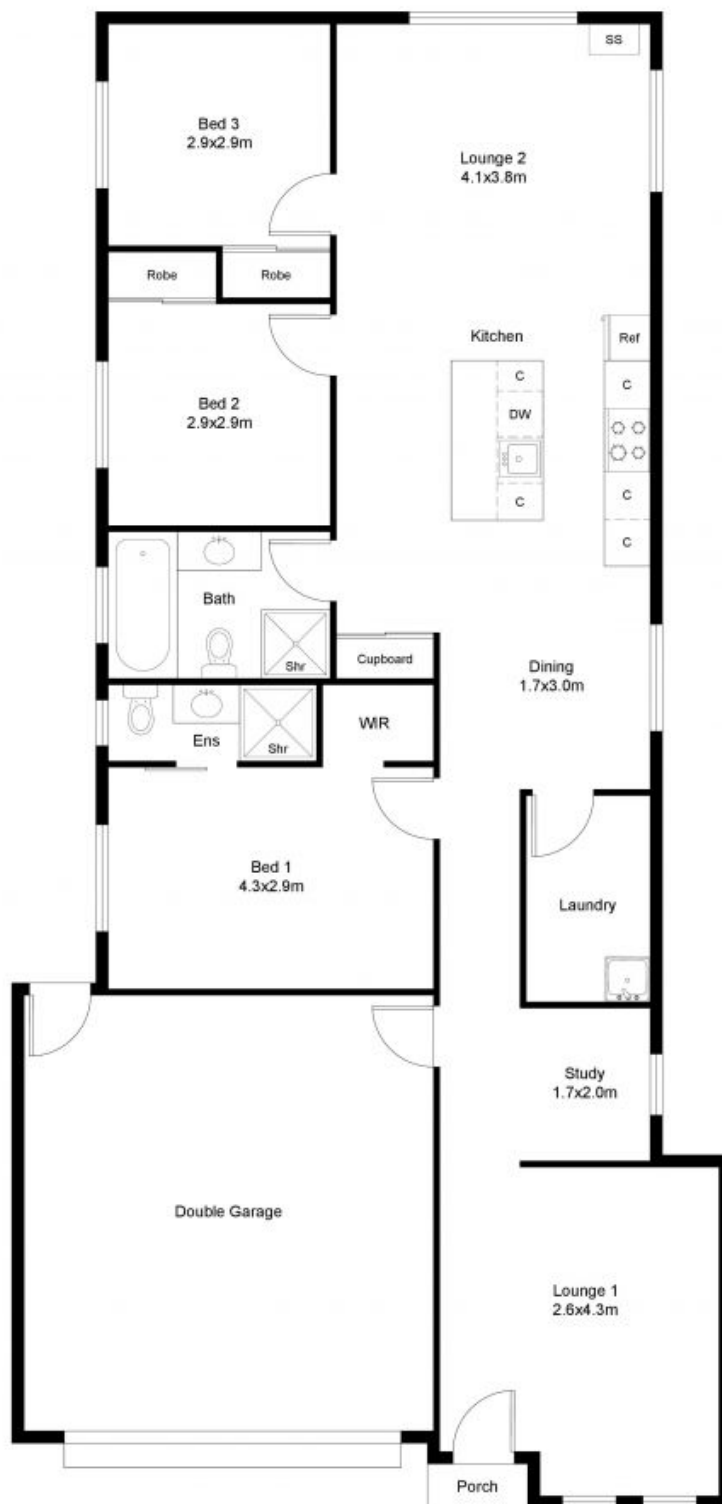 SS
Bed 3
2.9x2.9m
Lounge 2
4.1x3.8m
Robe
Robe
Kitchen
Ref
C
C
DW
Bed 2
2.9x2.9m
C
C
C
Bath
Shr
Cupboard
Dining
1.7x3.0m
Ens
Shr
WIR
Bed 1
4.3x2.9m
Laundry
Study
1.7x2.0m
Double Garage
Lounge 1
2.6x4.3m
Porch